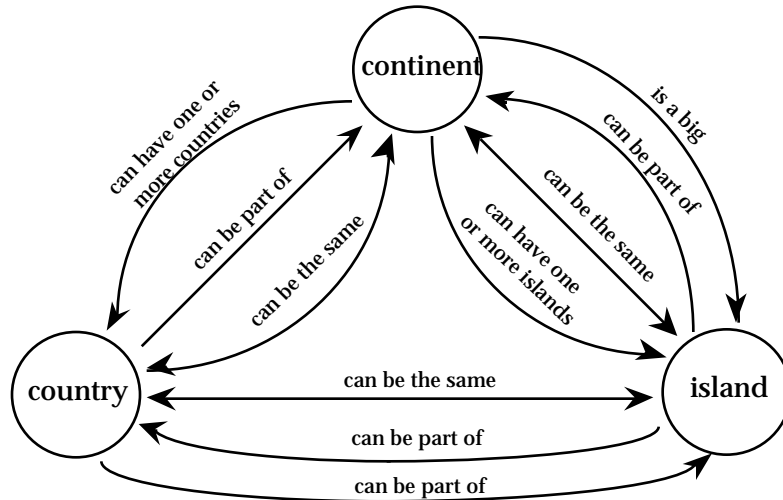 continent
can have one or
more countries
can be part of
can be the same
is a big
can be part of
can be the same
can have one
or more islands
country
island
can be the same
can be part of
can be part of